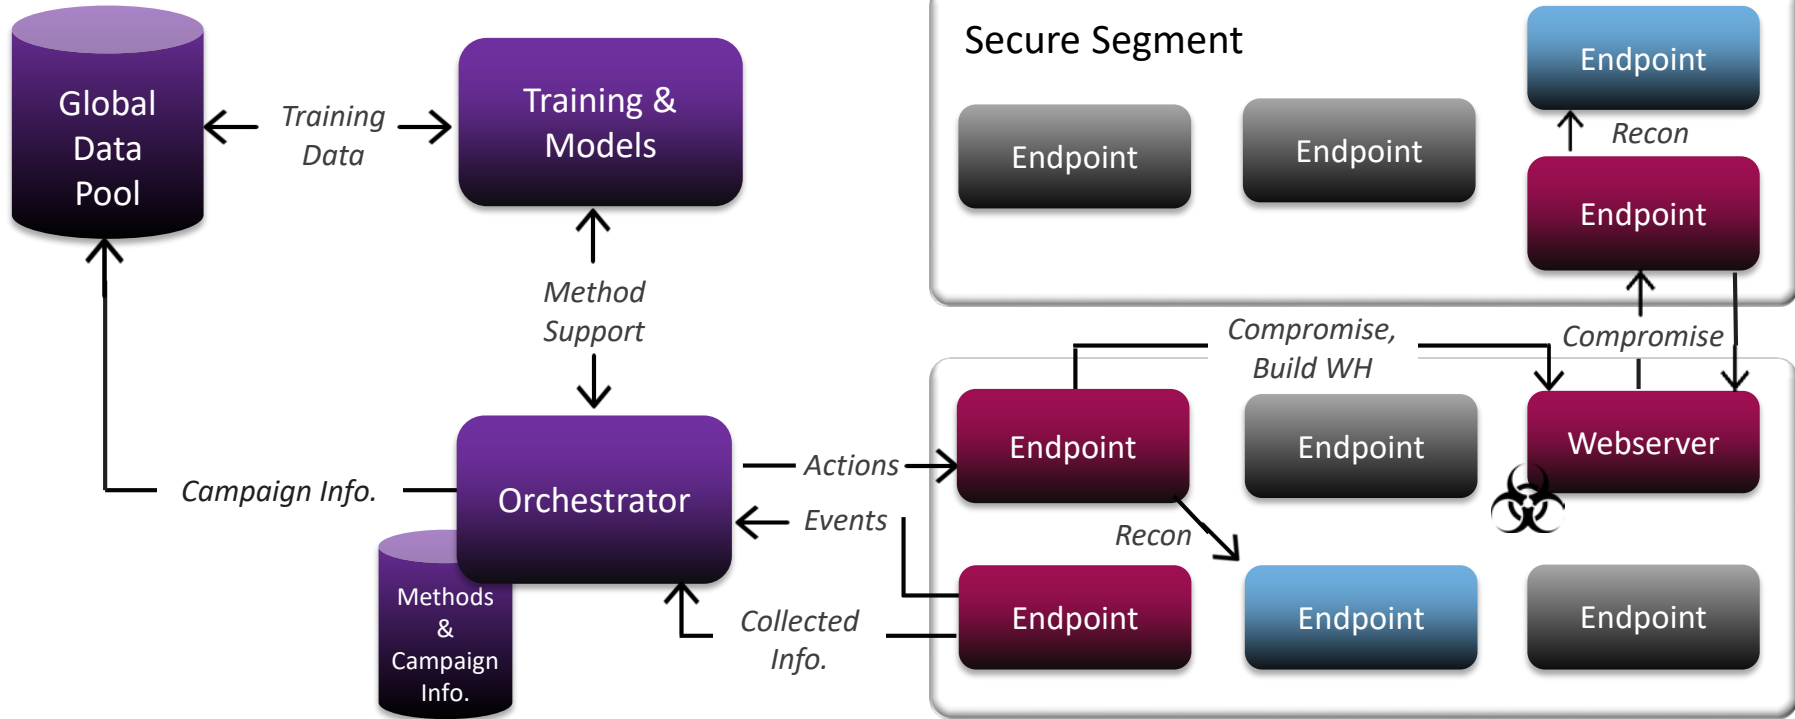 Global
Data
Pool
Training
Data
Training &
Models
Method
Support
Campaign Info.
Orchestrator
Methods
&
Campaign
Info.
Actions
Events
Collected
Info.
Secure Segment
Endpoint
Endpoint
Endpoint
Recon
Endpoint
Compromise,
Build WH
Compromise
Endpoint
Endpoint
Webserver
Recon
Endpoint
Endpoint
Endpoint